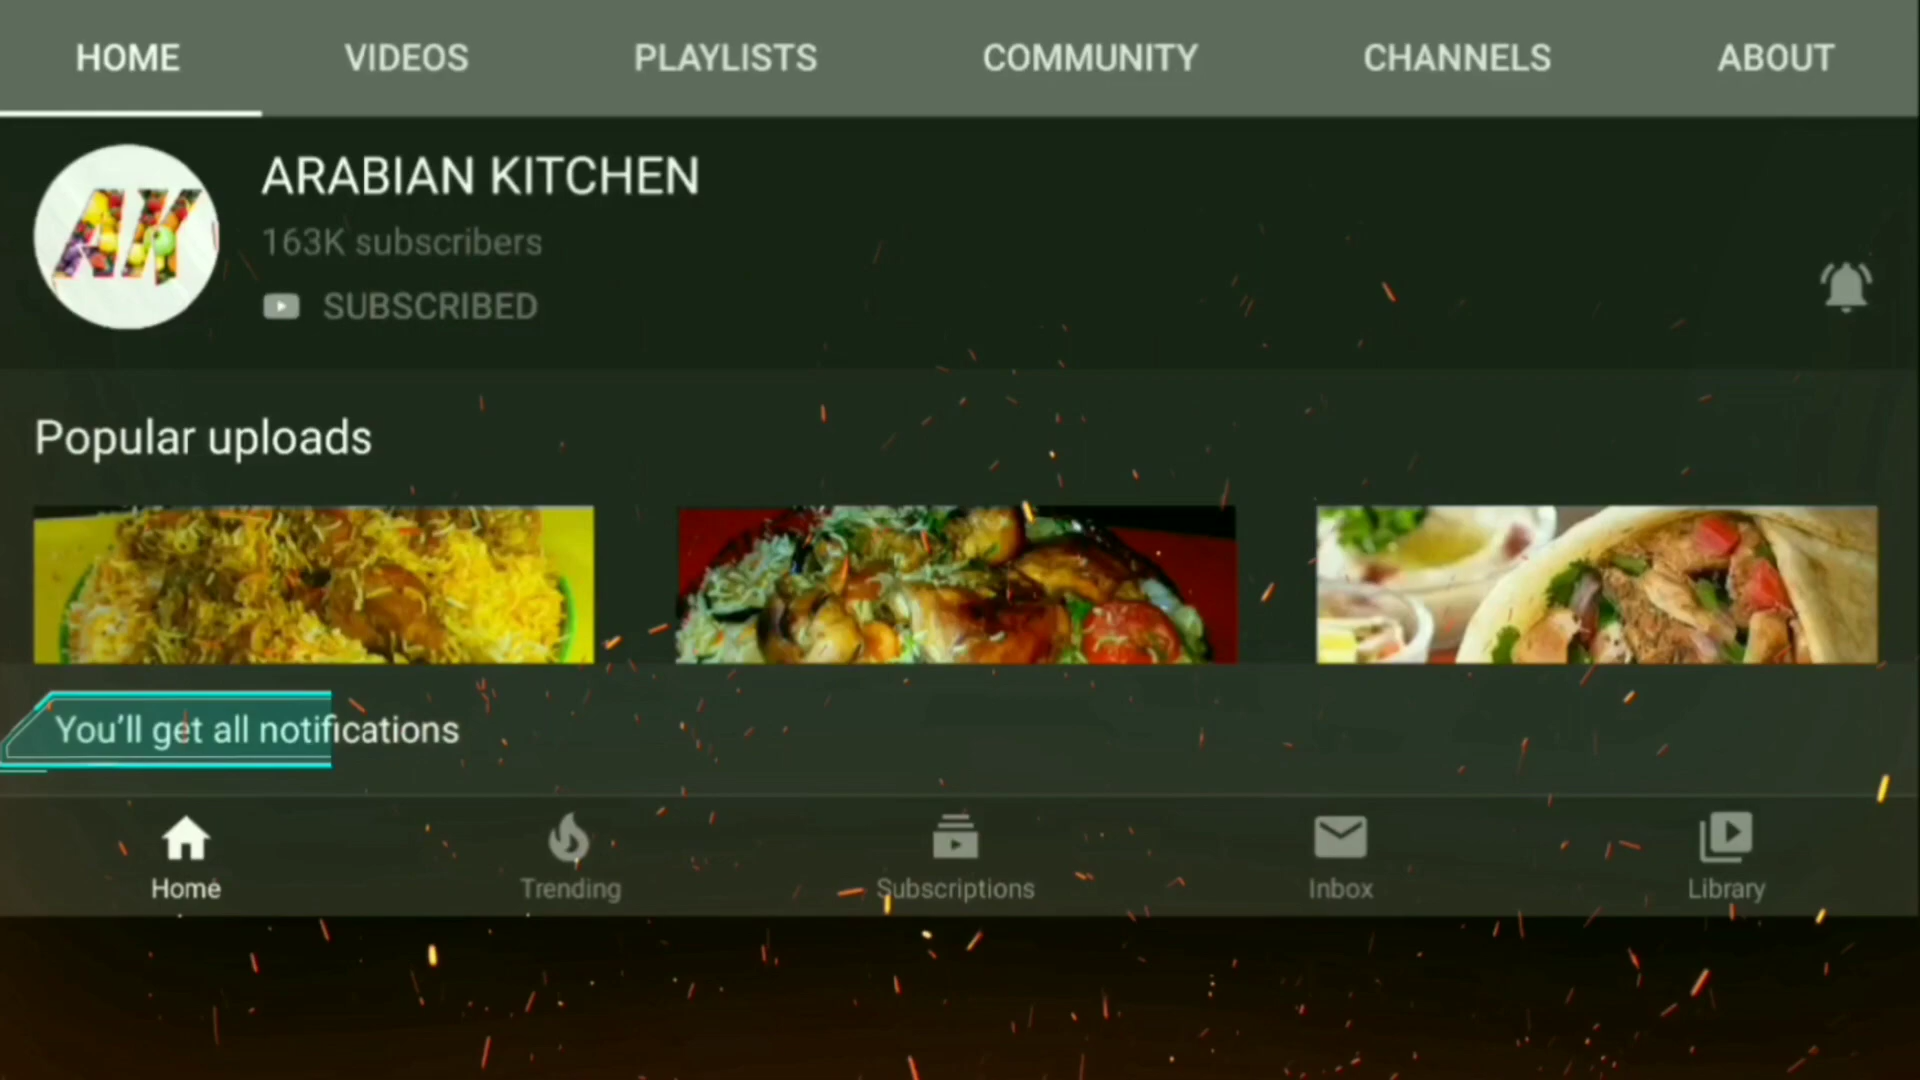 HOME VIDEOS PLAYLISTS COMMUNITY CHANNELS ABOUT
AK
ARABIAN KITCHEN
163K subscribers
SUBSCRIBED
Popular uploads
You’ll get all notifications
Home Trending Subscriptions Inbox Library